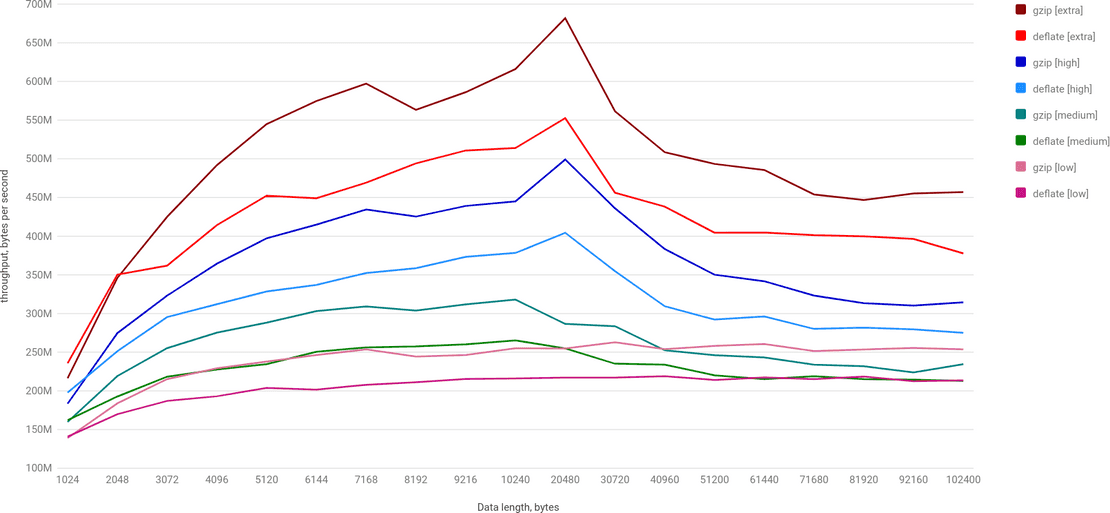 700M
650M
600M
550M
500M
450M
400M
350M
300M
250M
200M
150M
100M
throughput, bytes per second
1024 2048 3072 4096 5120 6144 7168 8192 9216 10240 20480 30720 40960 51200 61440 71680 81920 92160 102400
Data length, bytes
gzip [extra]
deflate [extra]
gzip [high]
deflate [high]
gzip [medium]
deflate [medium]
gzip [low]
deflate [low]